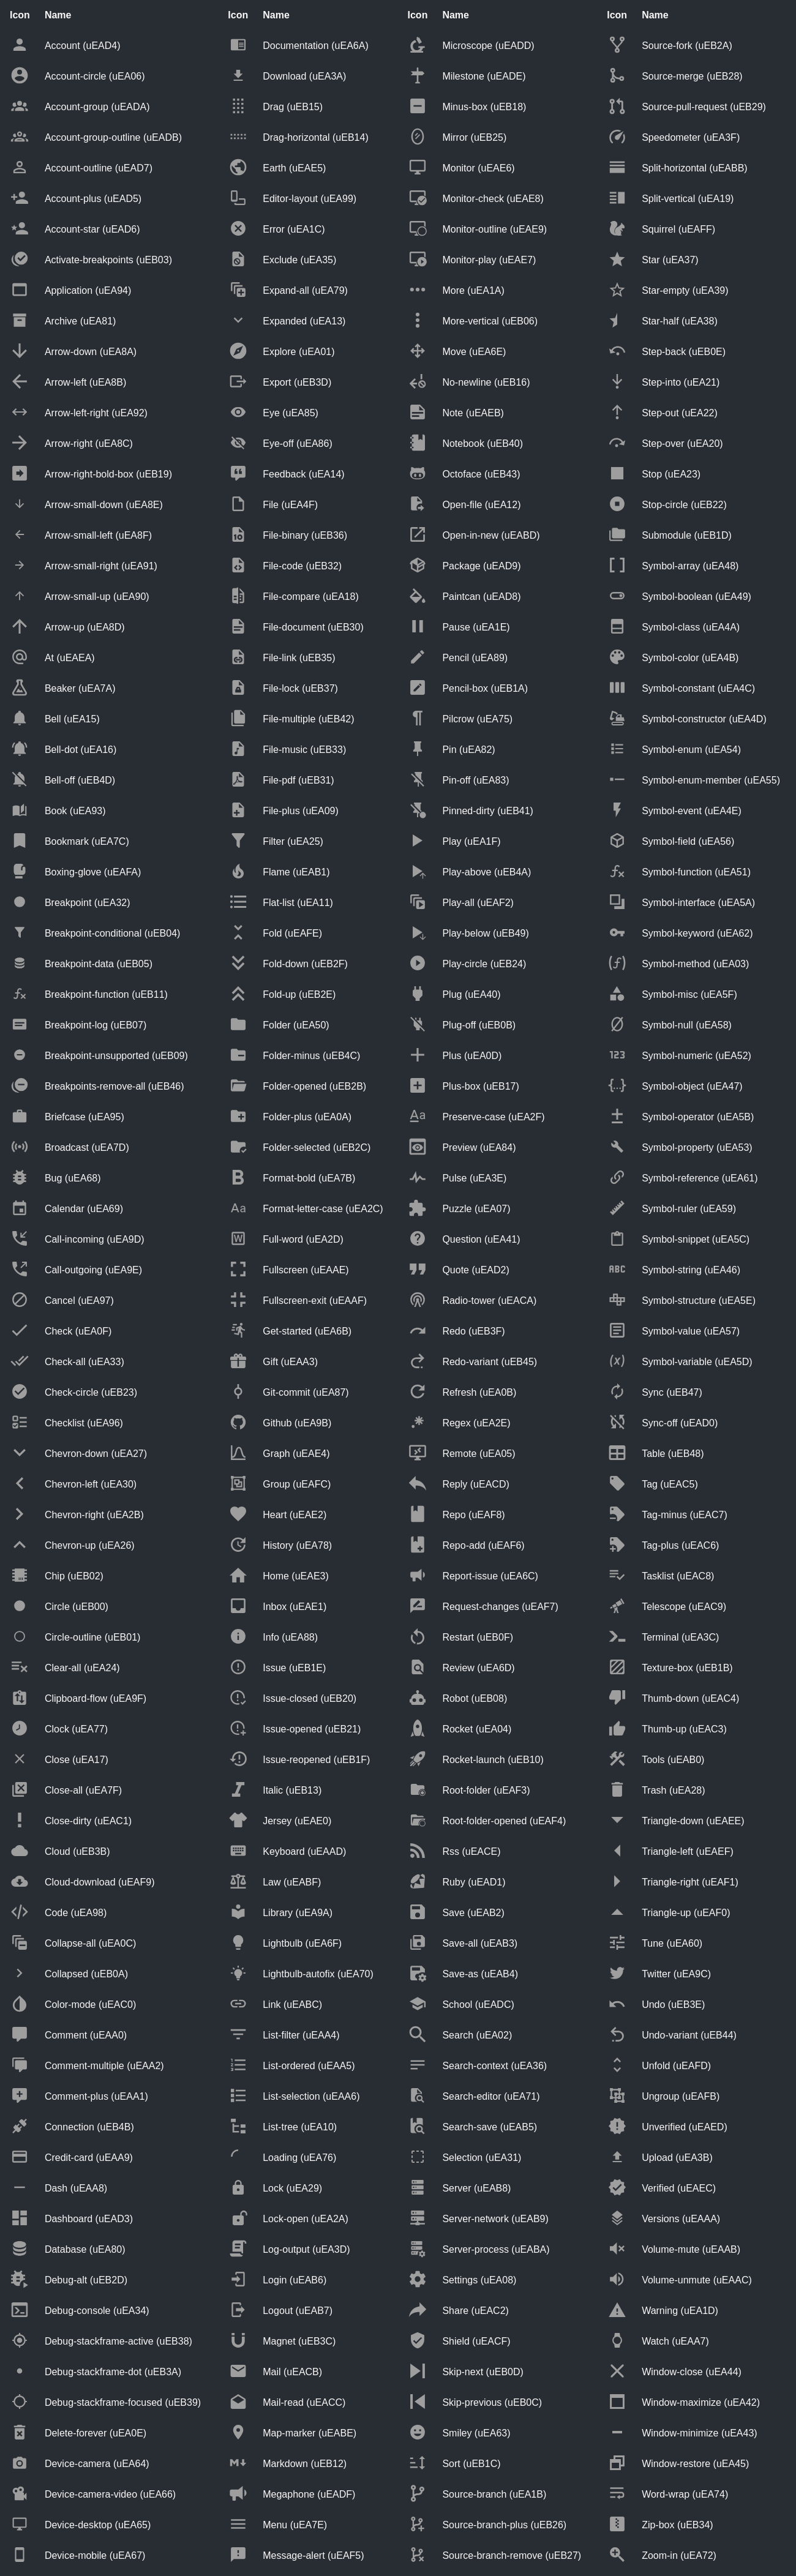 Icon Name Icon Name Icon Name Icon Name
Account (uEAD4) Documentation (uEA6A) Microscope (uEADD) Source-fork (uEB2A)
Account-circle (uEA06) Download (uEA3A) Milestone (uEADE) Source-merge (uEB28)
Account-group (uEADA) Drag (uEB15) Minus-box (uEB18) Source-pull-request (uEB29)
Account-group-outline (uEADB) Drag-horizontal (uEB14) Mirror (uEB25) Speedometer (uEA3F)
Account-outline (uEAD7) Earth (uEAE5) Monitor (uEAE6) Split-horizontal (uEABB)
Account-plus (uEAD5) Editor-layout (uEA99) Monitor-check (uEAE8) Split-vertical (uEA19)
Account-star (uEAD6) Error (uEA1C) Monitor-outline (uEAE9) Squirrel (uEAFF)
Activate-breakpoints (uEB03) Exclude (uEA35) Monitor-play (uEAE7) Star (uEA37)
Application (uEA94) Expand-all (uEA79) More (uEA1A) Star-empty (uEA39)
Archive (uEA81) Expanded (uEA13) More-vertical (uEB06) Star-half (uEA38)
Arrow-down (uEA8A) Explore (uEA01) Move (uEA6E) Step-back (uEB0E)
Arrow-left (uEA8B) Export (uEB3D) No-newline (uEB16) Step-into (uEA21)
Arrow-left-right (uEA92) Eye (uEA85) Note (uEAEB) Step-out (uEA22)
Arrow-right (uEA8C) Eye-off (uEA86) Notebook (uEB40) Step-over (uEA20)
Arrow-right-bold-box (uEB19) Feedback (uEA14) Octoface (uEB43) Stop (uEA23)
Arrow-small-down (uEA8E) File (uEA4F) Open-file (uEA12) Stop-circle (uEB22)
Arrow-small-left (uEA8F) File-binary (uEB36) Open-in-new (uEABD) Submodule (uEB1D)
Arrow-small-right (uEA91) File-code (uEB32) Package (uEAD9) Symbol-array (uEA48)
Arrow-small-up (uEA90) File-compare (uEA18) Paintcan (uEAD8) Symbol-boolean (uEA49)
Arrow-up (uEA8D) File-document (uEB30) Pause (uEA1E) Symbol-class (uEA4A)
At (uEAEA) File-link (uEB35) Pencil (uEA89) Symbol-color (uEA4B)
Beaker (uEA7A) File-lock (uEB37) Pencil-box (uEB1A) Symbol-constant (uEA4C)
Bell (uEA15) File-multiple (uEB42) Pilcrow (uEA75) Symbol-constructor (uEA4D)
Bell-dot (uEA16) File-music (uEB33) Pin (uEA82) Symbol-enum (uEA54)
Bell-off (uEB4D) File-pdf (uEB31) Pin-off (uEA83) Symbol-enum-member (uEA55)
Book (uEA93) File-plus (uEA09) Pinned-dirty (uEB41) Symbol-event (uEA4E)
Bookmark (uEA7C) Filter (uEA25) Play (uEA1F) Symbol-field (uEA56)
Boxing-glove (uEAFA) Flame (uEAB1) Play-above (uEB4A) Symbol-function (uEA51)
Breakpoint (uEA32) Flat-list (uEA11) Play-all (uEAF2) Symbol-interface (uEA5A)
Breakpoint-conditional (uEB04) Fold (uEAFE) Play-below (uEB49) Symbol-keyword (uEA62)
Breakpoint-data (uEB05) Fold-down (uEB2F) Play-circle (uEB24) Symbol-method (uEA03)
Breakpoint-function (uEB11) Fold-up (uEB2E) Plug (uEA40) Symbol-misc (uEA5F)
Breakpoint-log (uEB07) Folder (uEA50) Plug-off (uEB0B) Symbol-null (uEA58)
Breakpoint-unsupported (uEB09) Folder-minus (uEB4C) Plus (uEA0D) 123 Symbol-numeric (uEA52)
Breakpoints-remove-all (uEB46) Folder-opened (uEB2B) Plus-box (uEB17) Symbol-object (uEA47)
Briefcase (uEA95) Folder-plus (uEA0A) Aa Preserve-case (uEA2F) Symbol-operator (uEA5B)
Broadcast (uEA7D) Folder-selected (uEB2C) Preview (uEA84) Symbol-property (uEA53)
Bug (uEA68) B Format-bold (uEA7B) Pulse (uEA3E) Symbol-reference (uEA61)
Calendar (uEA69) Aa Format-letter-case (uEA2C) Puzzle (uEA07) Symbol-ruler (uEA59)
Call-incoming (uEA9D) W Full-word (uEA2D) Question (uEA41) Symbol-snippet (uEA5C)
Call-outgoing (uEA9E) Fullscreen (uEAAE) Quote (uEAD2) ABC Symbol-string (uEA46)
Cancel (uEA97) Fullscreen-exit (uEAAF) Radio-tower (uEACA) Symbol-structure (uEA5E)
Check (uEA0F) Get-started (uEA6B) Redo (uEB3F) Symbol-value (uEA57)
Check-all (uEA33) Gift (uEAA3) Redo-variant (uEB45) (x) Symbol-variable (uEA5D)
Check-circle (uEB23) Git-commit (uEA87) Refresh (uEA0B) Sync (uEB47)
Checklist (uEA96) Github (uEA9B) Regex (uEA2E) Sync-off (uEAD0)
Chevron-down (uEA27) Graph (uEAE4) Remote (uEA05) Table (uEB48)
Chevron-left (uEA30) Group (uEAFC) Reply (uEACD) Tag (uEAC5)
Chevron-right (uEA2B) Heart (uEAE2) Repo (uEAF8) Tag-minus (uEAC7)
Chevron-up (uEA26) History (uEA78) Repo-add (uEAF6) Tag-plus (uEAC6)
Chip (uEB02) Home (uEAE3) Report-issue (uEA6C) Tasklist (uEAC8)
Circle (uEB00) Inbox (uEAE1) Request-changes (uEAF7) Telescope (uEAC9)
Circle-outline (uEB01) Info (uEA88) Restart (uEB0F) Terminal (uEA3C)
Clear-all (uEA24) Issue (uEB1E) Review (uEA6D) Texture-box (uEB1B)
Clipboard-flow (uEA9F) Issue-closed (uEB20) Robot (uEB08) Thumb-down (uEAC4)
Clock (uEA77) Issue-opened (uEB21) Rocket (uEA04) Thumb-up (uEAC3)
Close (uEA17) Issue-reopened (uEB1F) Rocket-launch (uEB10) Tools (uEAB0)
Close-all (uEA7F) Italic (uEB13) Root-folder (uEAF3) Trash (uEA28)
Close-dirty (uEAC1) Jersey (uEAE0) Root-folder-opened (uEAF4) Triangle-down (uEAEE)
Cloud (uEB3B) Keyboard (uEAAD) Rss (uEACE) Triangle-left (uEAEF)
Cloud-download (uEAF9) Law (uEABF) Ruby (uEAD1) Triangle-right (uEAF1)
Code (uEA98) Library (uEA9A) Save (uEAB2) Triangle-up (uEAF0)
Collapse-all (uEA0C) Lightbulb (uEA6F) Save-all (uEAB3) Tune (uEA60)
Collapsed (uEB0A) Lightbulb-autofix (uEA70) Save-as (uEAB4) Twitter (uEA9C)
Color-mode (uEAC0) Link (uEABC) School (uEADC) Undo (uEB3E)
Comment (uEAA0) List-filter (uEAA4) Search (uEA02) Undo-variant (uEB44)
Comment-multiple (uEAA2) List-ordered (uEAA5) Search-context (uEA36) Unfold (uEAFD)
Comment-plus (uEAA1) List-selection (uEAA6) Search-editor (uEA71) Ungroup (uEAFB)
Connection (uEB4B) List-tree (uEA10) Search-save (uEAB5) Unverified (uEAED)
Credit-card (uEAA9) Loading (uEA76) Selection (uEA31) Upload (uEA3B)
Dash (uEAA8) Lock (uEA29) Server (uEAB8) Verified (uEAEC)
Dashboard (uEAD3) Lock-open (uEA2A) Server-network (uEAB9) Versions (uEAAA)
Database (uEA80) Log-output (uEA3D) Server-process (uEABA) Volume-mute (uEAAB)
Debug-alt (uEB2D) Login (uEAB6) Settings (uEA08) Volume-unmute (uEAAC)
Debug-console (uEA34) Logout (uEAB7) Share (uEAC2) Warning (uEA1D)
Debug-stackframe-active (uEB38) Magnet (uEB3C) Shield (uEACF) Watch (uEAA7)
Debug-stackframe-dot (uEB3A) Mail (uEACB) Skip-next (uEB0D) Window-close (uEA44)
Debug-stackframe-focused (uEB39) Mail-read (uEACC) Skip-previous (uEB0C) Window-maximize (uEA42)
Delete-forever (uEA0E) Map-marker (uEABE) Smiley (uEA63) Window-minimize (uEA43)
Device-camera (uEA64) Markdown (uEB12) Sort (uEB1C) Window-restore (uEA45)
Device-camera-video (uEA66) Megaphone (uEADF) Source-branch (uEA1B) Word-wrap (uEA74)
Device-desktop (uEA65) Menu (uEA7E) Source-branch-plus (uEB26) Zip-box (uEB34)
Device-mobile (uEA67) Message-alert (uEAF5) Source-branch-remove (uEB27) Zoom-in (uEA72)